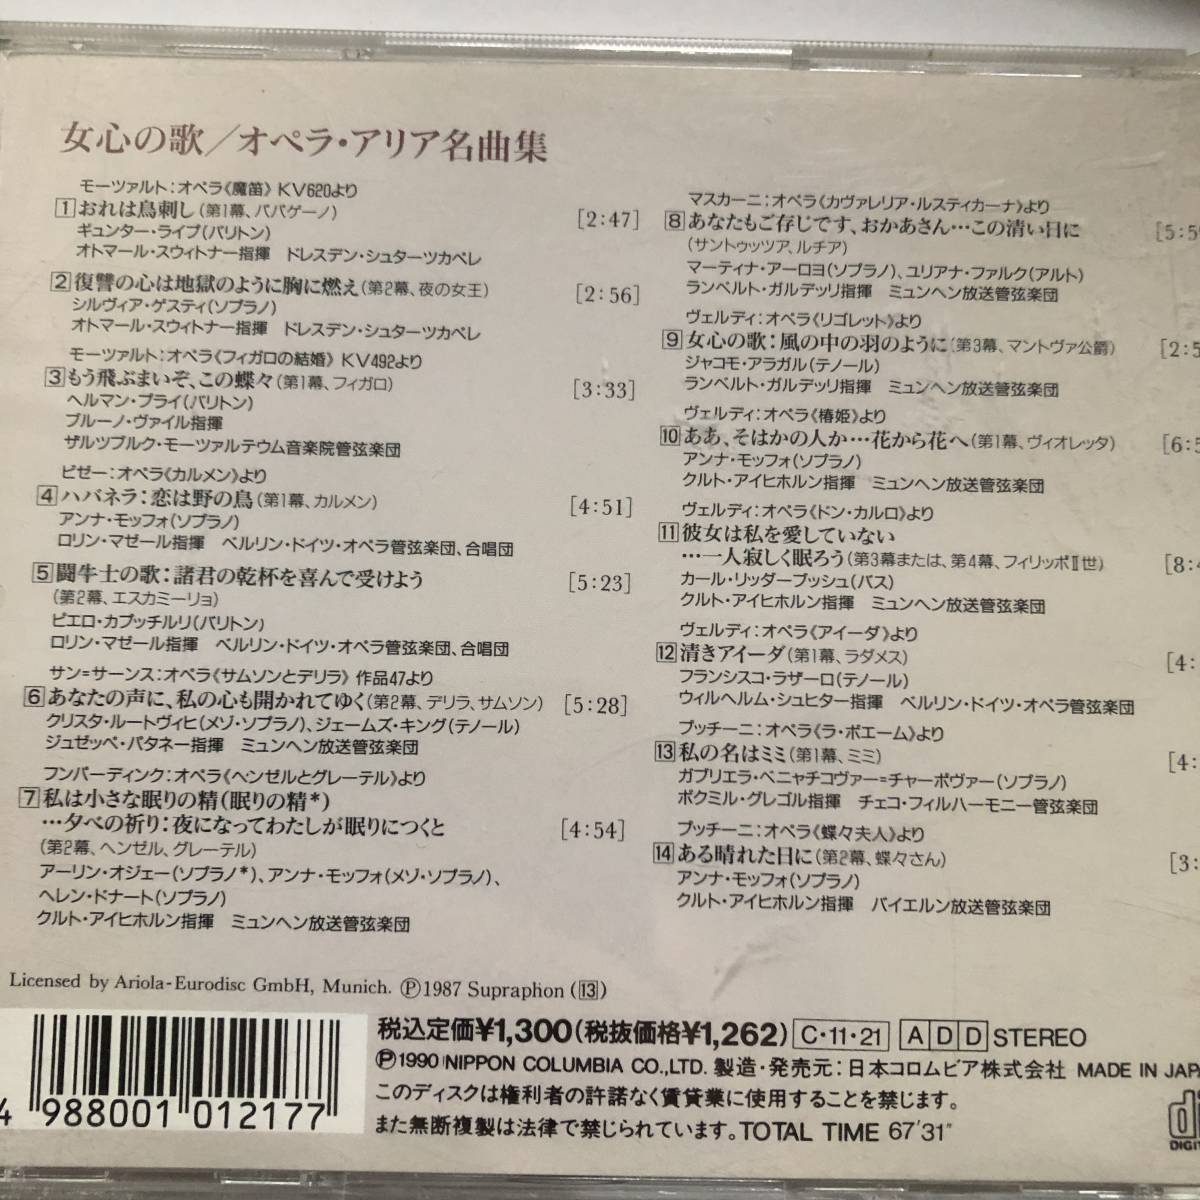 女心の歌/オペラ・アリア名曲集
モーツァルト：オペラ《魔笛》 KV620より
1 おれは鳥刺し（第1幕、パパゲーノ） [2:47]
ギュンター・ライプ（バリトン）
オトマール・スウィトナー指揮 ドレスデン・シュターツカペレ
2 復讐の心は地獄のように胸に燃え（第2幕、夜の女王） [2:56]
シルヴィア・ゲスティ（ソプラノ）
オトマール・スウィトナー指揮 ドレスデン・シュターツカペレ
モーツァルト：オペラ《フィガロの結婚》 KV492より
3 もう飛ぶまいぞ、この蝶々（第1幕、フィガロ） [3:33]
ヘルマン・プライ（バリトン）
ブルーノ・ヴァイル指揮
ザルツブルク・モーツァルテウム音楽院管弦楽団
ビゼー：オペラ《カルメン》より
4 ハバネラ：恋は野の鳥（第1幕、カルメン） [4:51]
アンナ・モッフォ（ソプラノ）
ロリン・マゼール指揮 ベルリン・ドイツ・オペラ管弦楽団、合唱団
5 闘牛士の歌：諸君の乾杯を喜んで受けよう [5:23]
（第2幕、エスカミーリョ）
ピエロ・カプッチルリ（バリトン）
ロリン・マゼール指揮 ベルリン・ドイツ・オペラ管弦楽団、合唱団
サン=サーンス：オペラ《サムソンとデリラ》 作品47より
6 あなたの声に、私の心も開かれてゆく（第2幕、デリラ、サムソン） [5:28]
クリスタ・ルートヴィヒ（メゾ・ソプラノ）、ジェームズ・キング（テノール）
ジュゼッペ・パタネー指揮 ミュンヘン放送管弦楽団
フンパーディンク：オペラ《ヘンゼルとグレーテル》より
7 私は小さな眠りの精（眠りの精*）
…夕べの祈り：夜になってわたしが眠りにつくと [4:54]
（第2幕、ヘンゼル、グレーテル）
アーリン・オジェー（ソプラノ*）、アンナ・モッフォ（メゾ・ソプラノ）、
ヘレン・ドナート（ソプラノ）
クルト・アイヒホルン指揮 ミュンヘン放送管弦楽団
マスカーニ：オペラ《カヴァレリア・ルスティカーナ》より
8 あなたもご存じです、おかあさん…この清い日に [5:5
（サントゥッツア、ルチア）
マーティナ・アーロヨ（ソプラノ）、ユリアナ・ファルク（アルト）
ランベルト・ガルデッリ指揮 ミュンヘン放送管弦楽団
ヴェルディ：オペラ《リゴレット》より
9 女心の歌：風の中の羽のように（第3幕、マントヴァ公爵） [2:5
ジャコモ・アラガル（テノール）
ランベルト・ガルデッリ指揮 ミュンヘン放送管弦楽団
ヴェルディ：オペラ《椿姫》より
10 ああ、そはかの人か…花から花へ（第1幕、ヴィオレッタ） [6:5
アンナ・モッフォ（ソプラノ）
クルト・アイヒホルン指揮 ミュンヘン放送管弦楽団
ヴェルディ：オペラ《ドン・カルロ》より
11 彼女は私を愛していない
…一人寂しく眠ろう（第3幕または、第4幕、フィリッポII世） [8:4
カール・リッダーブッシュ（バス）
クルト・アイヒホルン指揮 ミュンヘン放送管弦楽団
ヴェルディ：オペラ《アイーダ》より
12 清きアイーダ（第1幕、ラダメス） [4:
フランシスコ・ラザーロ（テノール）
ウィルヘルム・シュヒター指揮 ベルリン・ドイツ・オペラ管弦楽団
プッチーニ：オペラ《ラ・ボエーム》より
13 私の名はミミ（第1幕、ミミ） [4:
ガブリエラ・ベニャチコヴァー=チャーポヴァー（ソプラノ）
ボクミル・グレゴル指揮 チェコ・フィルハーモニー管弦楽団
プッチーニ：オペラ《蝶々夫人》より
14 ある晴れた日に（第2幕、蝶々さん） [3:
アンナ・モッフォ（ソプラノ）
クルト・アイヒホルン指揮 バイエルン放送管弦楽団
Licensed by Ariola-Eurodisc GmbH, Munich. Ⓟ1987 Supraphon (13)
税込定価¥1,300（税抜価格¥1,262） C・11・21 A D D STEREO
Ⓟ1990 NIPPON COLUMBIA CO.,LTD. 製造・発売元：日本コロムビア株式会社 MADE IN JAPA
このディスクは権利者の許諾なく賃貸業に使用することを禁じます。
また無断複製は法律で禁じられています。TOTAL TIME 67'31"
4 988001 012177
DIGIT